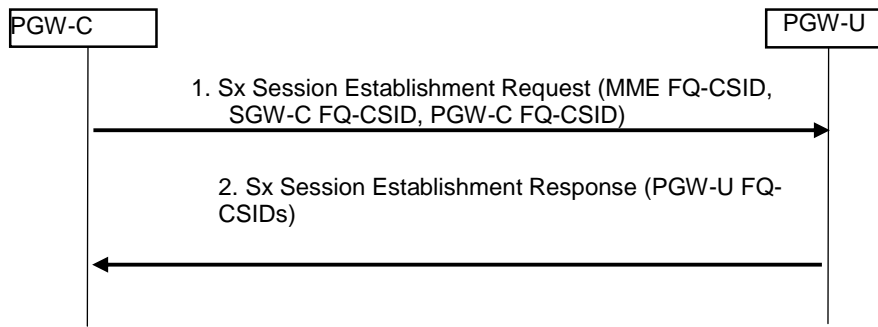 PGW-C
PGW-U
1. Sx Session Establishment Request (MME FQ-CSID,
SGW-C FQ-CSID, PGW-C FQ-CSID)
2. Sx Session Establishment Response (PGW-U FQ-
CSIDs)